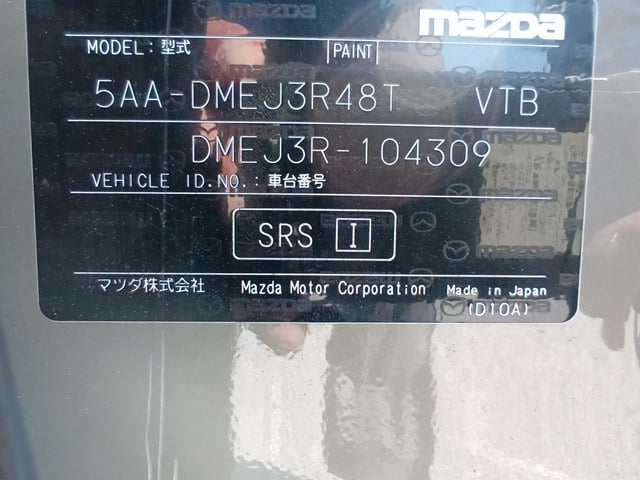 mazda
MODEL: 型式 PAINT
5AA-DMEJ3R48T VTB
DMEJ3R-104309
VEHICLE ID.NO.: 車台番号
SRS I
マツダ株式会社 Mazda Motor Corporation Made in Japan
(D10A)